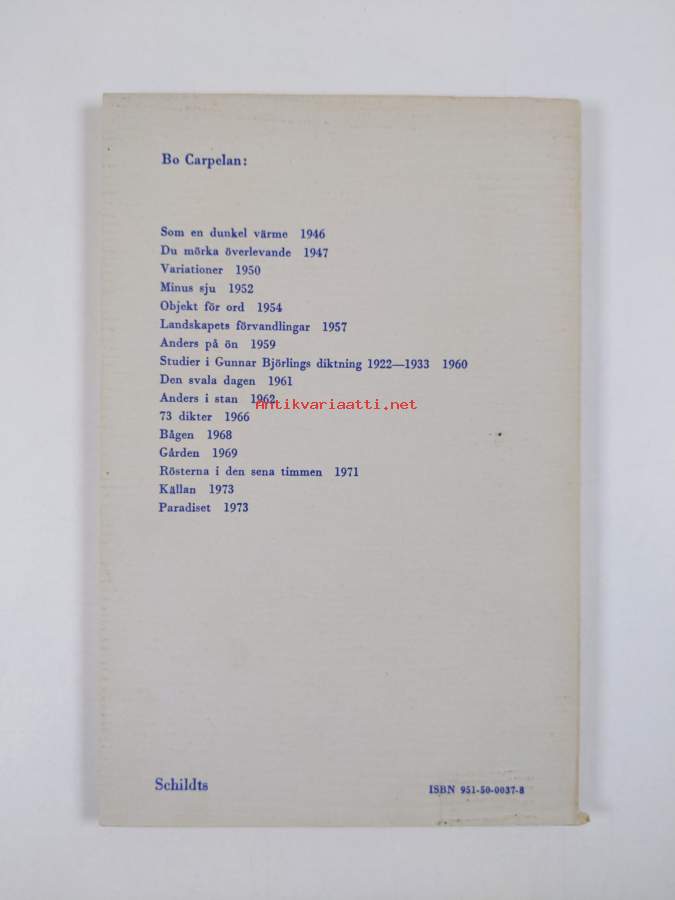 Bo Carpelan:
Som en dunkel värme 1946
Du mörka överlevande 1947
Variationer 1950
Minus sju 1952
Objekt för ord 1954
Landskapets förvandlingar 1957
Anders på ön 1959
Studier i Gunnar Björlings diktning 1922—1933 1960
Den svala dagen 1961
Anders i stan 1962
Antikvariaatti.net
73 dikter 1966
Bågen 1968
Gården 1969
Rösterna i den sena timmen 1971
Källan 1973
Paradiset 1973
Schildts
ISBN 951-50-0037-8